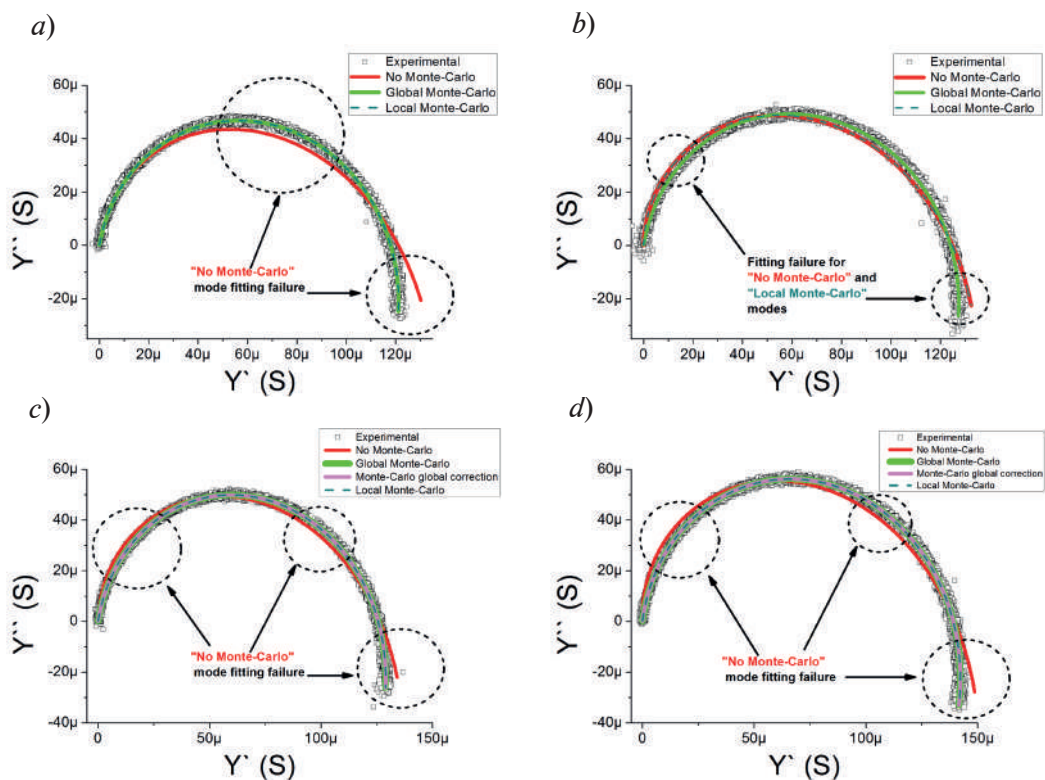 a)
Experimental
No Monte-Carlo
Global Monte-Carlo
Local Monte-Carlo
60µ
40µ
20µ
0
-20µ
Y`` (S)
"No Monte-Carlo"
mode fitting failure
0 20µ 40µ 60µ 80µ 100µ 120µ
Y` (S)
b)
Experimental
No Monte-Carlo
Global Monte-Carlo
Local Monte-Carlo
60µ
40µ
20µ
0
-20µ
Y`` (S)
Fitting failure for
"No Monte-Carlo" and
"Local Monte-Carlo"
modes
0 20µ 40µ 60µ 80µ 100µ 120µ
Y` (S)
c)
Experimental
No Monte-Carlo
Global Monte-Carlo
Monte-Carlo global correction
Local Monte-Carlo
60µ
40µ
20µ
0
-20µ
-40µ
Y`` (S)
"No Monte-Carlo"
mode fitting failure
0 50µ 100µ 150µ
Y` (S)
d)
Experimental
No Monte-Carlo
Global Monte-Carlo
Monte-Carlo global correction
Local Monte-Carlo
60µ
40µ
20µ
0
-20µ
-40µ
Y`` (S)
"No Monte-Carlo"
mode fitting failure
0 50µ 100µ 150µ
Y` (S)